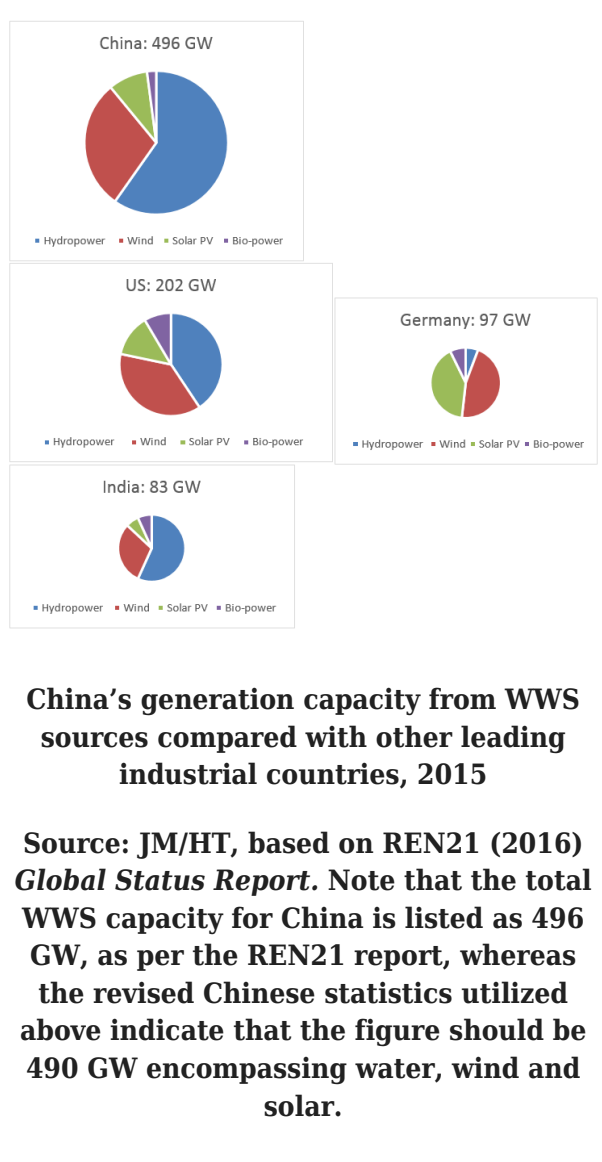 China: 496 GW
Hydropower Wind Solar PV Bio-power
US: 202 GW
Hydropower Wind Solar PV Bio-power
Germany: 97 GW
Hydropower Wind Solar PV Bio-power
India: 83 GW
Hydropower Wind Solar PV Bio-power
China’s generation capacity from WWS
sources compared with other leading
industrial countries, 2015
Source: JM/HT, based on REN21 (2016)
Global Status Report. Note that the total
WWS capacity for China is listed as 496
GW, as per the REN21 report, whereas
the revised Chinese statistics utilized
above indicate that the figure should be
490 GW encompassing water, wind and
solar.